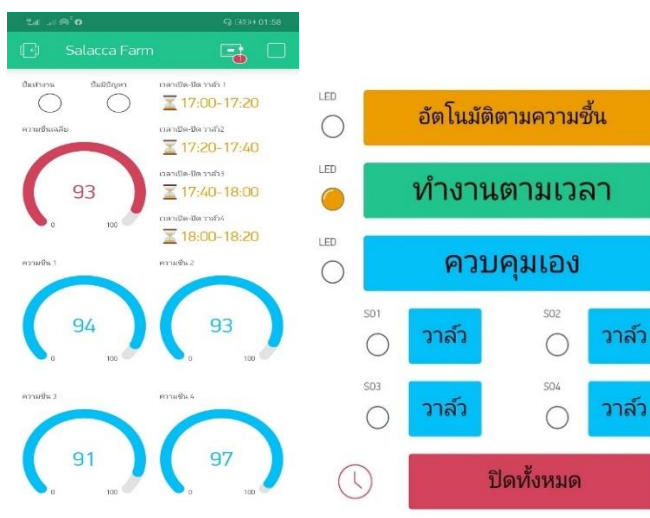 01:58
Salacca Farm
ปั๊มทำงาน
ปั๊มมีปัญหา
เวลาเปิด-ปิด วาล์ว 1
17:00-17:20
ความชื้นเฉลี่ย
เวลาเปิด-ปิด วาล์ว2
17:20-17:40
93
0
100
เวลาเปิด-ปิด วาล์ว3
17:40-18:00
เวลาเปิด-ปิด วาล์ว4
18:00-18:20
ความชื้น 1
ความชื้น 2
94
0
100
93
0
100
ความชื้น 3
ความชื้น 4
91
0
100
97
0
100
LED
อัตโนมัติตามความชื้น
LED
ทำงานตามเวลา
LED
ควบคุมเอง
SO1
วาล์ว
SO2
วาล์ว
SO3
วาล์ว
SO4
วาล์ว
ปิดทั้งหมด